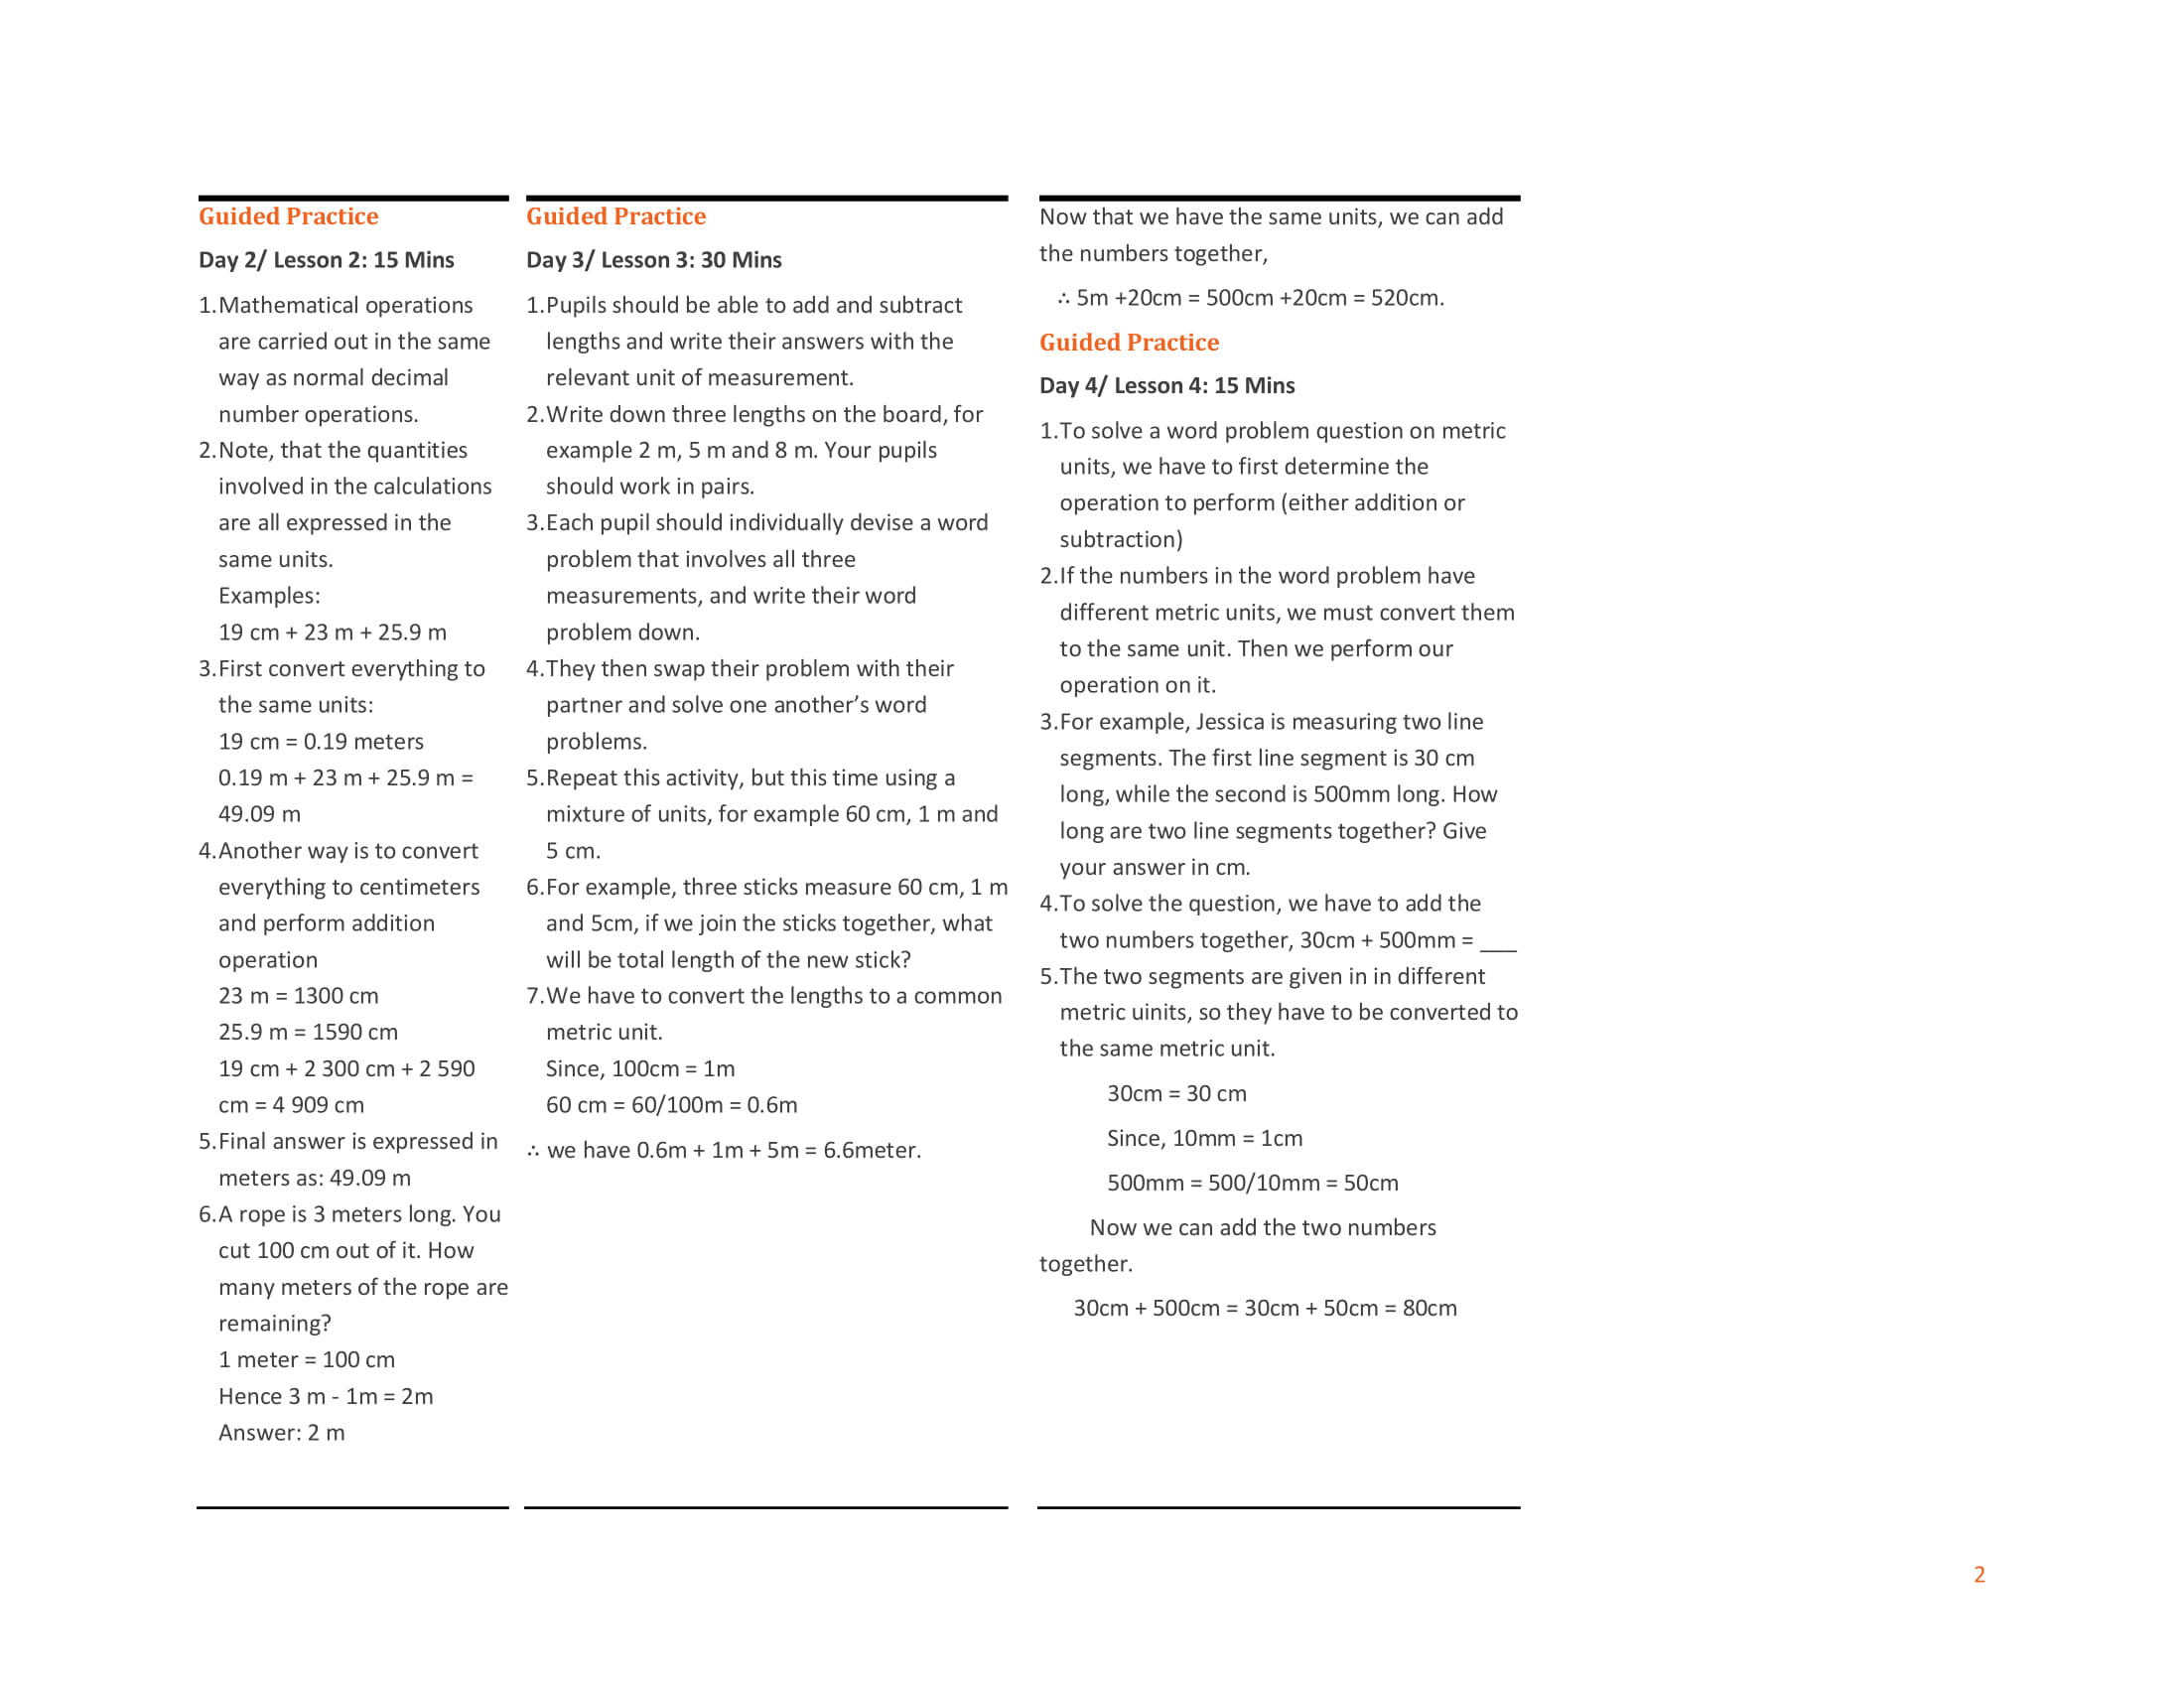 Guided Practice
Day 2/ Lesson 2: 15 Mins
1.Mathematical operations
are carried out in the same
way as normal decimal
number operations.
2.Note, that the quantities
involved in the calculations
are all expressed in the
same units.
Examples:
19 cm + 23 m + 25.9 m
3.First convert everything to
the same units:
19 cm = 0.19 meters
0.19 m + 23 m + 25.9 m =
49.09 m
4.Another way is to convert
everything to centimeters
and perform addition
operation
23 m = 1300 cm
25.9 m = 1590 cm
19 cm + 2 300 cm + 2 590
cm = 4 909 cm
5.Final answer is expressed in
meters as: 49.09 m
6.A rope is 3 meters long. You
cut 100 cm out of it. How
many meters of the rope are
remaining?
1 meter = 100 cm
Hence 3 m - 1m = 2m
Answer: 2 m
Guided Practice
Day 3/ Lesson 3: 30 Mins
1.Pupils should be able to add and subtract
lengths and write their answers with the
relevant unit of measurement.
2.Write down three lengths on the board, for
example 2 m, 5 m and 8 m. Your pupils
should work in pairs.
3.Each pupil should individually devise a word
problem that involves all three
measurements, and write their word
problem down.
4.They then swap their problem with their
partner and solve one another’s word
problems.
5.Repeat this activity, but this time using a
mixture of units, for example 60 cm, 1 m and
5 cm.
6.For example, three sticks measure 60 cm, 1 m
and 5cm, if we join the sticks together, what
will be total length of the new stick?
7.We have to convert the lengths to a common
metric unit.
Since, 100cm = 1m
60 cm = 60/100m = 0.6m
∴ we have 0.6m + 1m + 5m = 6.6meter.
Now that we have the same units, we can add
the numbers together,
∴ 5m +20cm = 500cm +20cm = 520cm.
Guided Practice
Day 4/ Lesson 4: 15 Mins
1.To solve a word problem question on metric
units, we have to first determine the
operation to perform (either addition or
subtraction)
2.If the numbers in the word problem have
different metric units, we must convert them
to the same unit. Then we perform our
operation on it.
3.For example, Jessica is measuring two line
segments. The first line segment is 30 cm
long, while the second is 500mm long. How
long are two line segments together? Give
your answer in cm.
4.To solve the question, we have to add the
two numbers together, 30cm + 500mm = ___
5.The two segments are given in in different
metric uinits, so they have to be converted to
the same metric unit.
30cm = 30 cm
Since, 10mm = 1cm
500mm = 500/10mm = 50cm
Now we can add the two numbers
together.
30cm + 500cm = 30cm + 50cm = 80cm
2